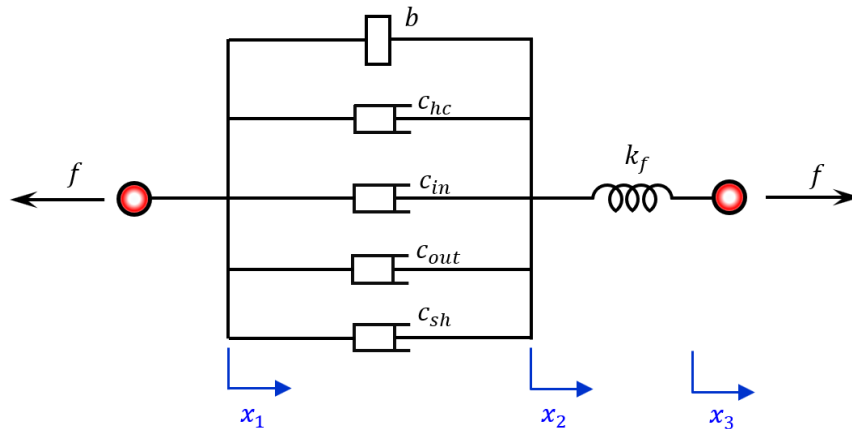 b
c_hc
f
c_in
k_f
f
c_out
c_sh
x_1
x_2
x_3